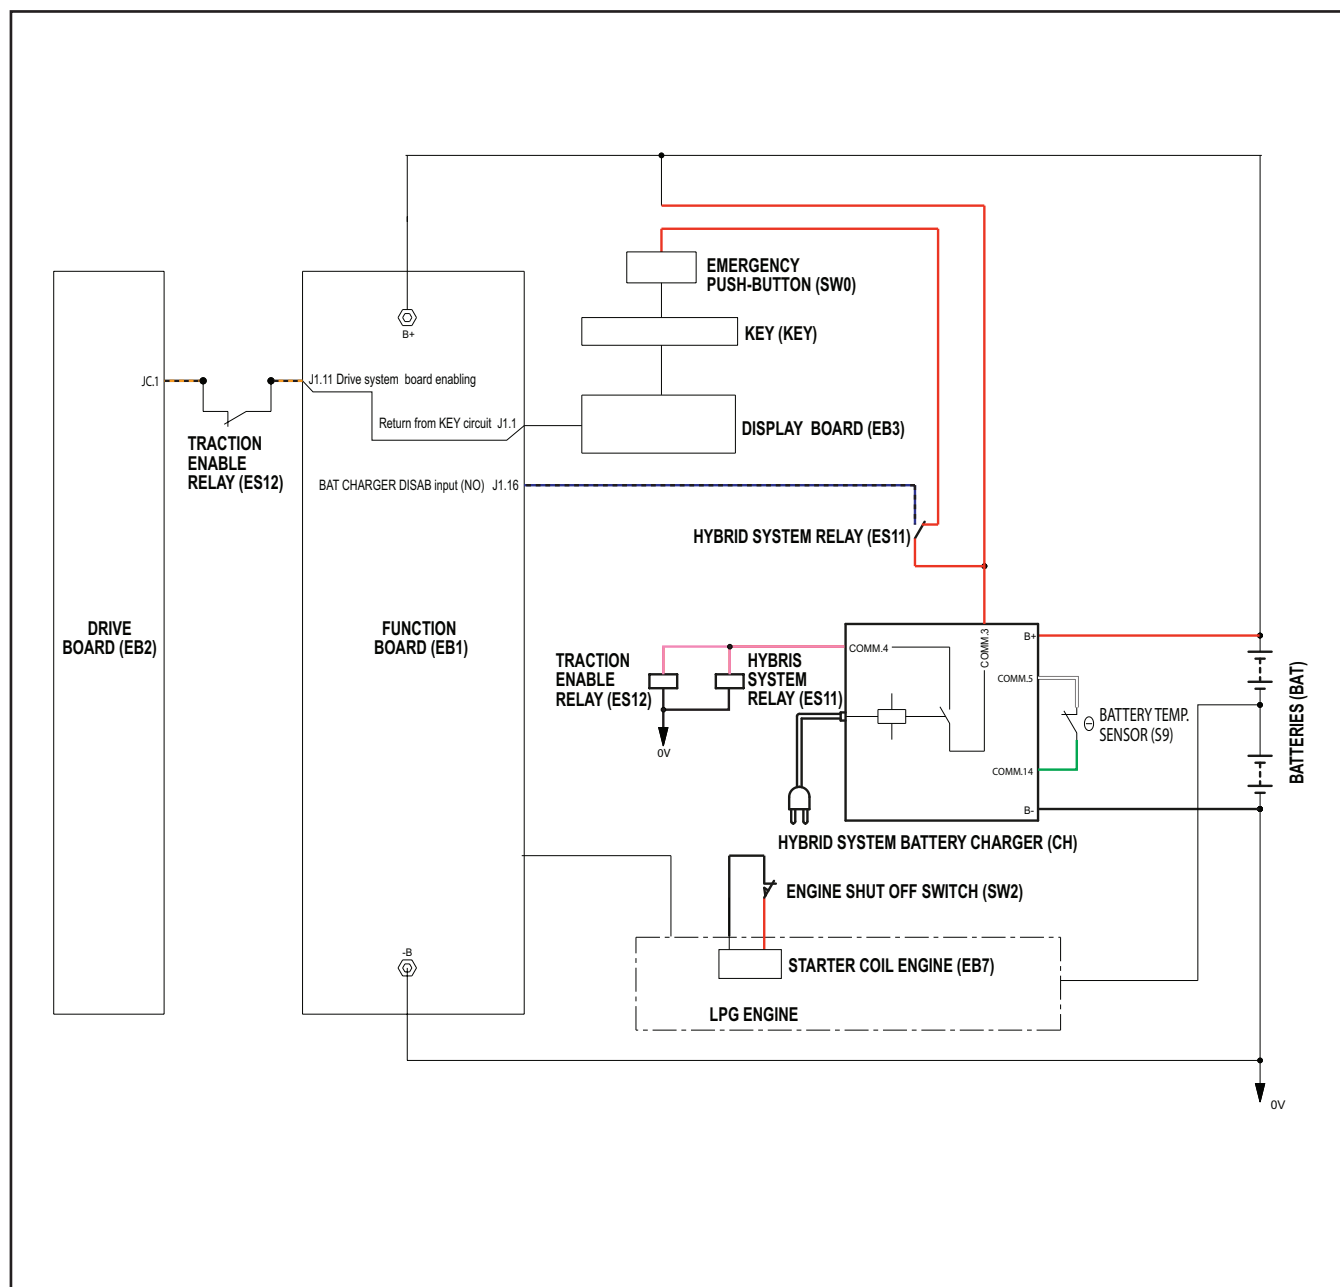 EMERGENCY
PUSH-BUTTON (SW0)
B+
KEY (KEY)
JC.1
J1.11 Drive system board enabling
Return from KEY circuit J1.1
DISPLAY BOARD (EB3)
TRACTION
ENABLE
RELAY (ES12)
BAT CHARGER DISAB input (NO) J1.16
HYBRID SYSTEM RELAY (ES11)
DRIVE
BOARD (EB2)
FUNCTION
BOARD (EB1)
TRACTION
ENABLE
RELAY (ES12)
HYBRIS
SYSTEM
RELAY (ES11)
0V
COMM.4
COMM.3
B+
COMM.5
BATTERY TEMP.
SENSOR (S9)
COMM.14
B-
BATTERIES (BAT)
HYBRID SYSTEM BATTERY CHARGER (CH)
ENGINE SHUT OFF SWITCH (SW2)
-B
STARTER COIL ENGINE (EB7)
LPG ENGINE
0V